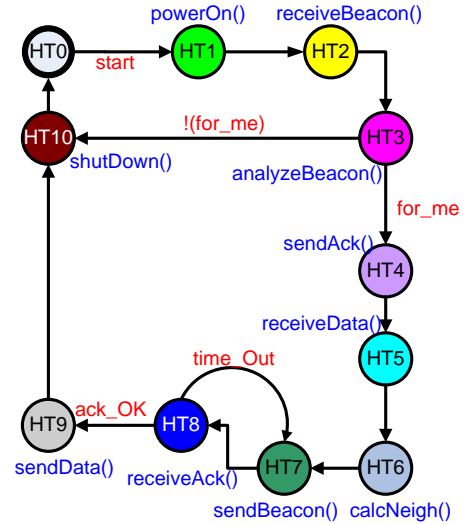 powerOn()
receiveBeacon()
HT0
HT1
HT2
start
HT10
!(for_me)
HT3
shutDown()
analyzeBeacon()
for_me
sendAck()
HT4
receiveData()
HT5
time_Out
ack_OK
HT9
HT8
HT7
HT6
sendData()
receiveAck()
sendBeacon()
calcNeigh()